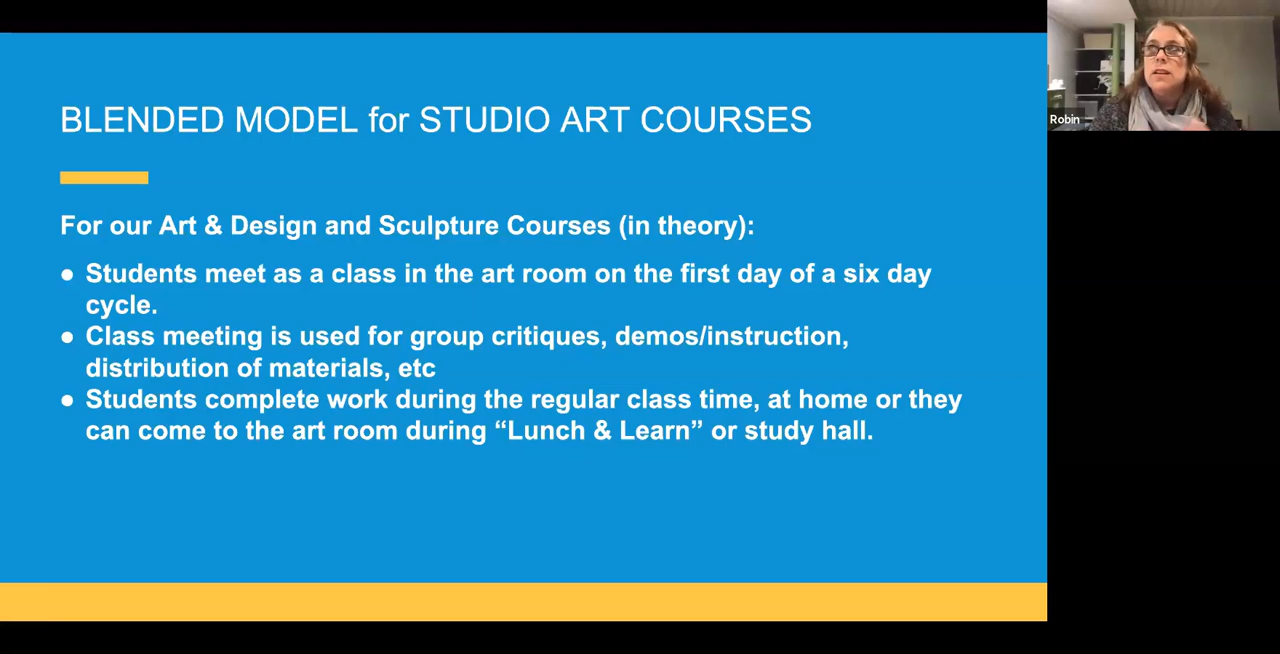 BLENDED MODEL for STUDIO ART COURSES
For our Art & Design and Sculpture Courses (in theory):
● Students meet as a class in the art room on the first day of a six day
cycle.
● Class meeting is used for group critiques, demos/instruction,
distribution of materials, etc
● Students complete work during the regular class time, at home or they
can come to the art room during “Lunch & Learn” or study hall.
Robin